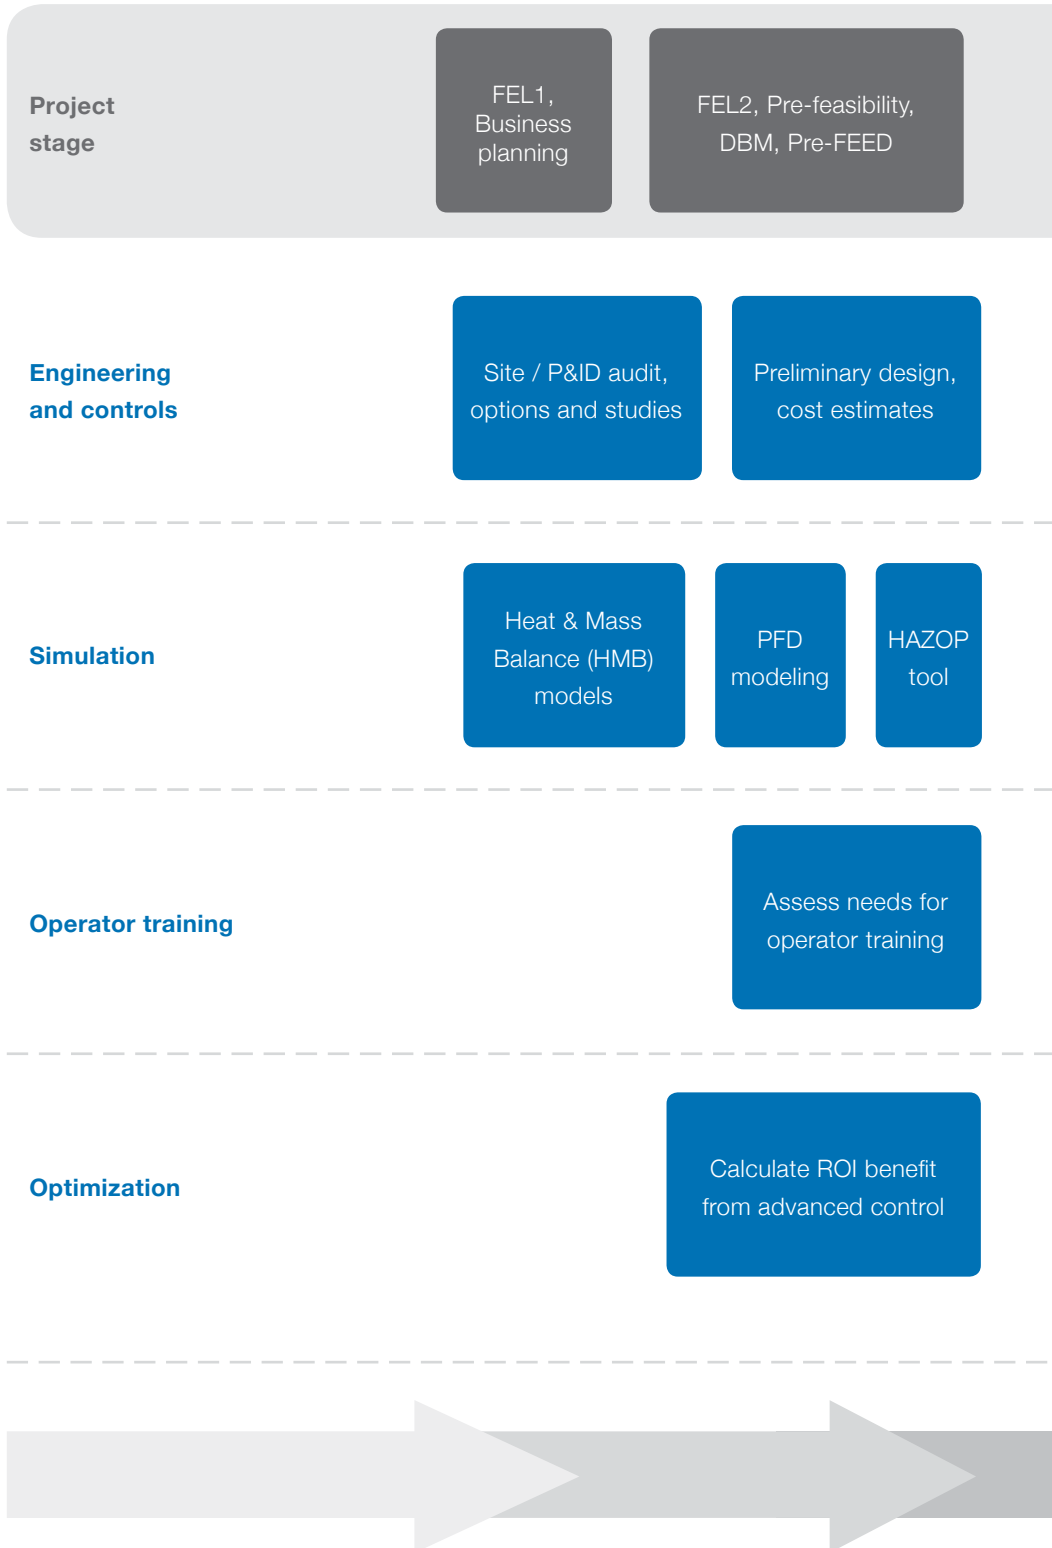 Project
stage
FEL1,
Business
planning
FEL2, Pre-feasibility,
DBM, Pre-FEED
Engineering
and controls
Site / P&ID audit,
options and studies
Preliminary design,
cost estimates
Simulation
Heat & Mass
Balance (HMB)
models
PFD
modeling
HAZOP
tool
Operator training
Assess needs for
operator training
Optimization
Calculate ROI benefit
from advanced control